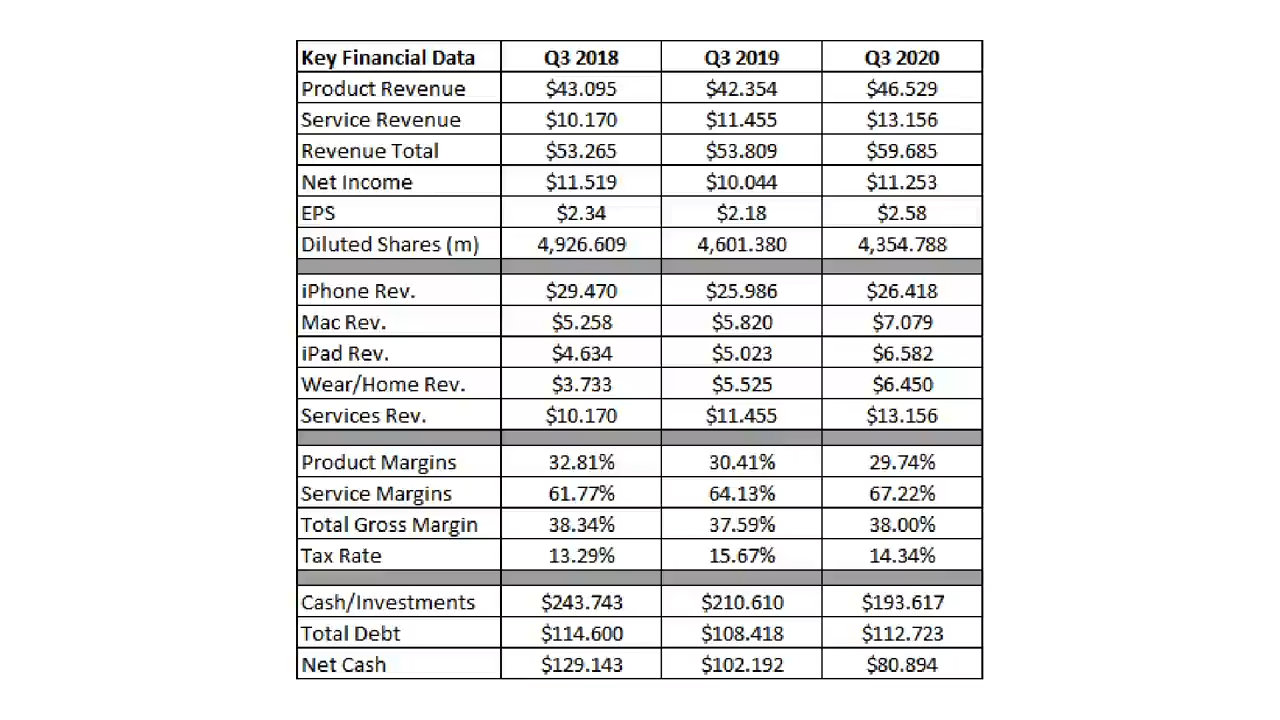 Key Financial Data Q3 2018 Q3 2019 Q3 2020
Product Revenue $43.095 $42.354 $46.529
Service Revenue $10.170 $11.455 $13.156
Revenue Total $53.265 $53.809 $59.685
Net Income $11.519 $10.044 $11.253
EPS $2.34 $2.18 $2.58
Diluted Shares (m) 4,926.609 4,601.380 4,354.788
iPhone Rev. $29.470 $25.986 $26.418
Mac Rev. $5.258 $5.820 $7.079
iPad Rev. $4.634 $5.023 $6.582
Wear/Home Rev. $3.733 $5.525 $6.450
Services Rev. $10.170 $11.455 $13.156
Product Margins 32.81% 30.41% 29.74%
Service Margins 61.77% 64.13% 67.22%
Total Gross Margin 38.34% 37.59% 38.00%
Tax Rate 13.29% 15.67% 14.34%
Cash/Investments $243.743 $210.610 $193.617
Total Debt $114.600 $108.418 $112.723
Net Cash $129.143 $102.192 $80.894